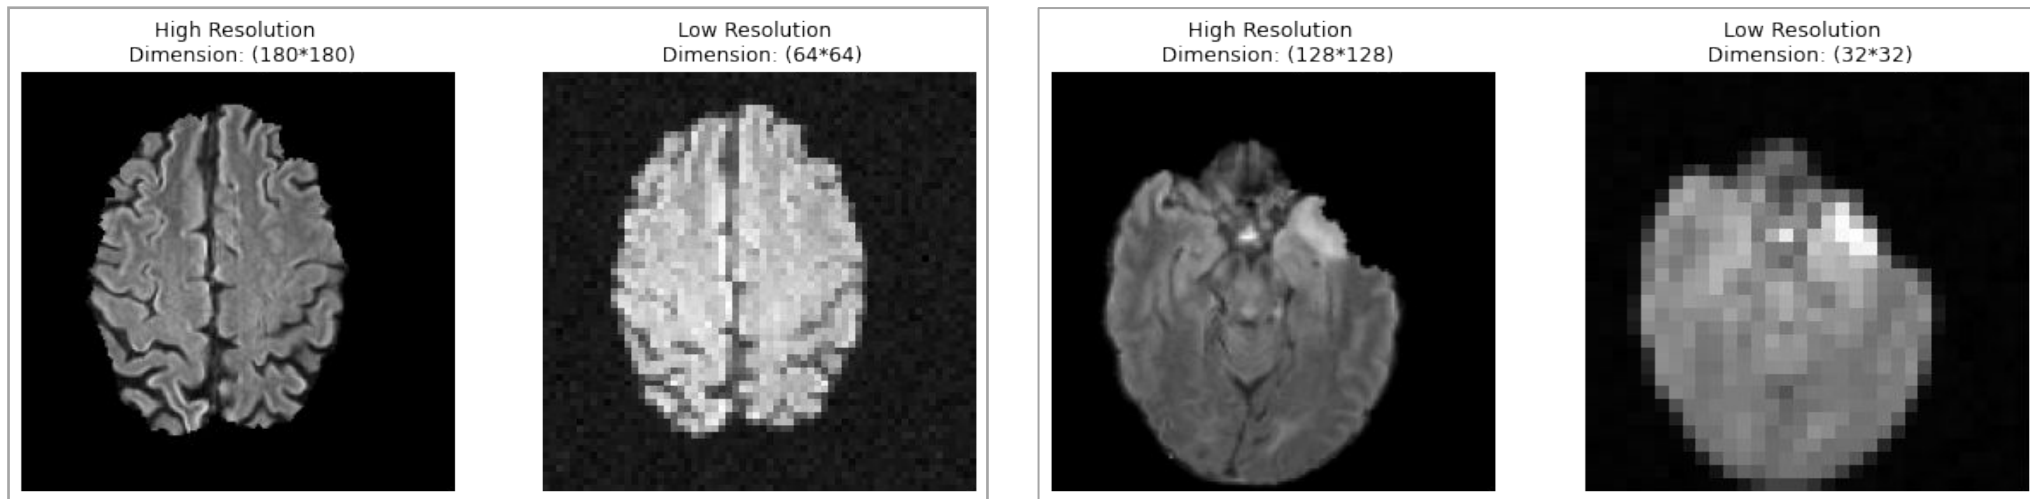 High Resolution
Dimension: (180*180)
Low Resolution
Dimension: (64*64)
High Resolution
Dimension: (128*128)
Low Resolution
Dimension: (32*32)